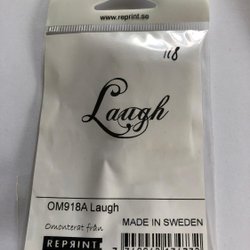 www.reprint.se
118
Laugh
OM918A Laugh
MADE IN SWEDEN
Omonterat från
REPRINT